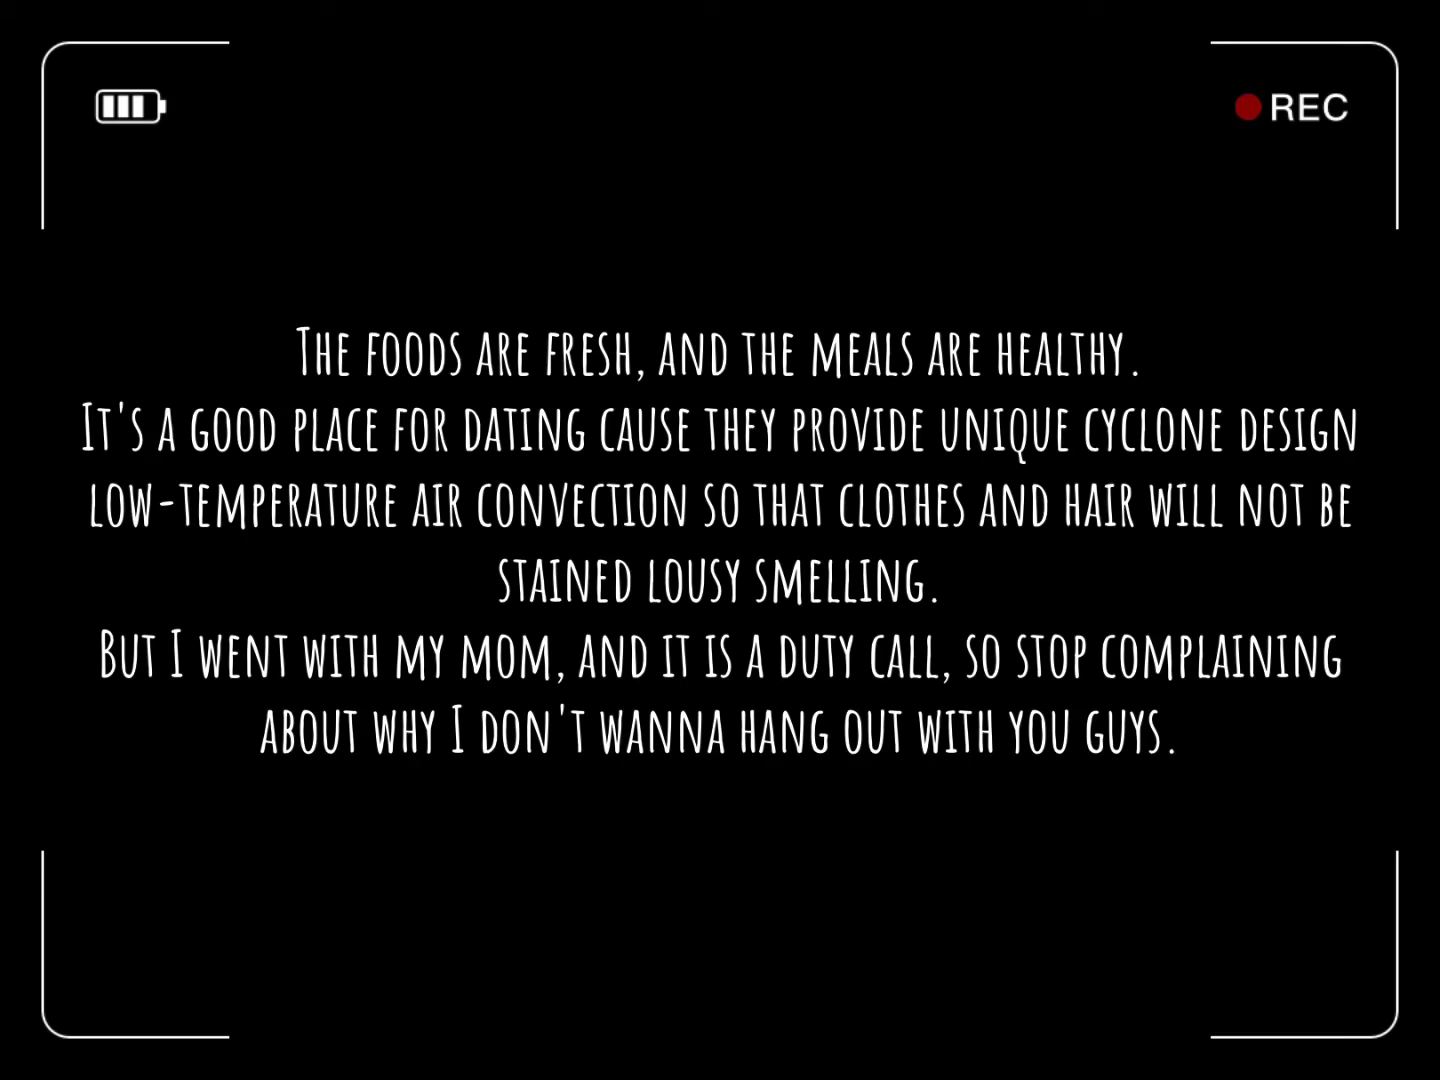 REC
The foods are fresh, and the meals are healthy.
It's a good place for dating cause they provide unique cyclone design
low-temperature air convection so that clothes and hair will not be
stained lousy smelling.
But I went with my mom, and it is a duty call, so stop complaining
about why I don't wanna hang out with you guys.